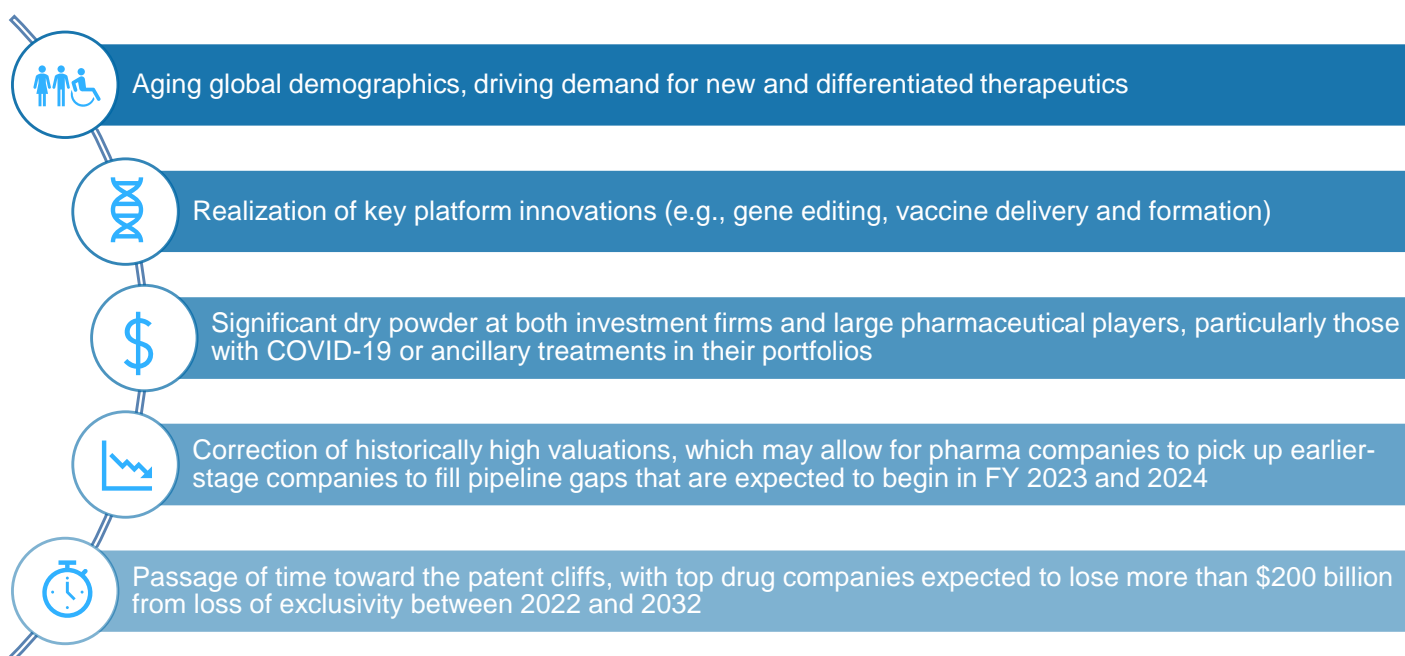 Aging global demographics, driving demand for new and differentiated therapeutics
Realization of key platform innovations (e.g., gene editing, vaccine delivery and formation)
Significant dry powder at both investment firms and large pharmaceutical players, particularly those
with COVID-19 or ancillary treatments in their portfolios
Correction of historically high valuations, which may allow for pharma companies to pick up earlier-
stage companies to fill pipeline gaps that are expected to begin in FY 2023 and 2024
Passage of time toward the patent cliffs, with top drug companies expected to lose more than $200 billion
from loss of exclusivity between 2022 and 2032